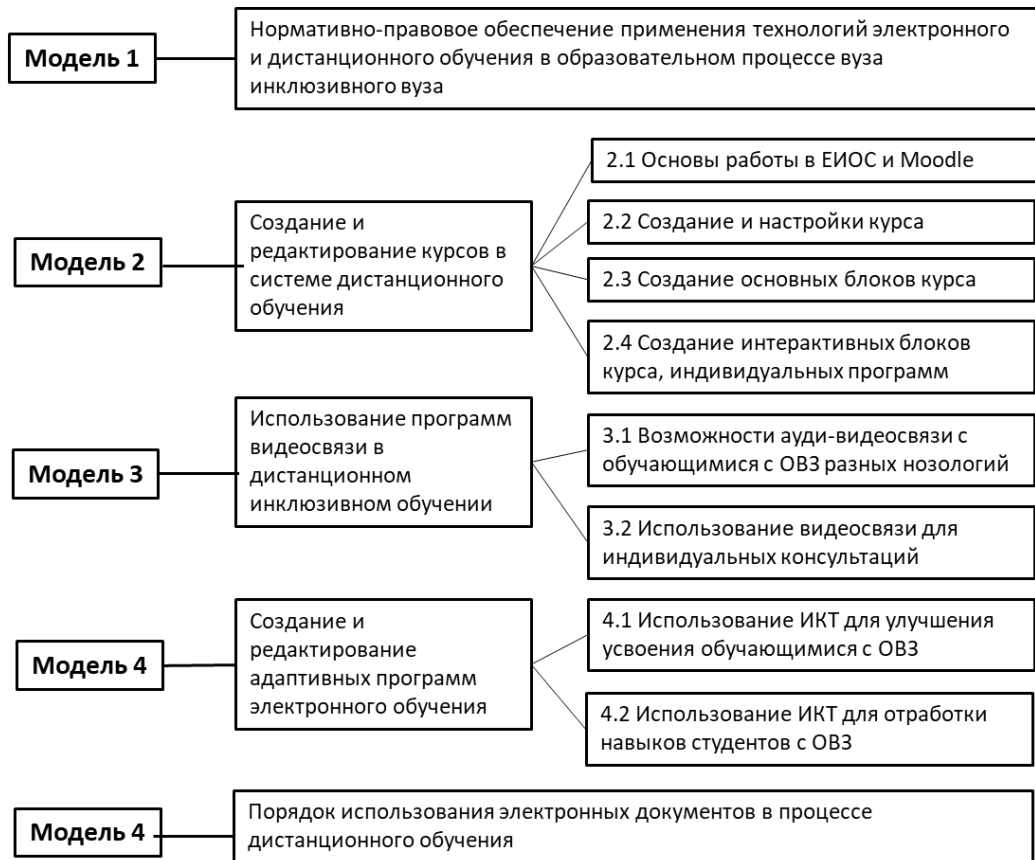 Модель 1
Нормативно-правовое обеспечение применения технологий электронного
и дистанционного обучения в образовательном процессе вуза
инклюзивного вуза
Модель 2
Создание и
редактирование курсов в
системе дистанционного
обучения
2.1 Основы работы в ЕИОС и Moodle
2.2 Создание и настройки курса
2.3 Создание основных блоков курса
2.4 Создание интерактивных блоков
курса, индивидуальных программ
Модель 3
Использование программ
видеосвязи в
дистанционном
инклюзивном обучении
3.1 Возможности ауди-видеосвязи с
обучающимися с ОВЗ разных нозологий
3.2 Использование видеосвязи для
индивидуальных консультаций
Модель 4
Создание и
редактирование
адаптивных программ
электронного обучения
4.1 Использование ИКТ для улучшения
усвоения обучающимися с ОВЗ
4.2 Использование ИКТ для отработки
навыков студентов с ОВЗ
Модель 4
Порядок использования электронных документов в процессе
дистанционного обучения